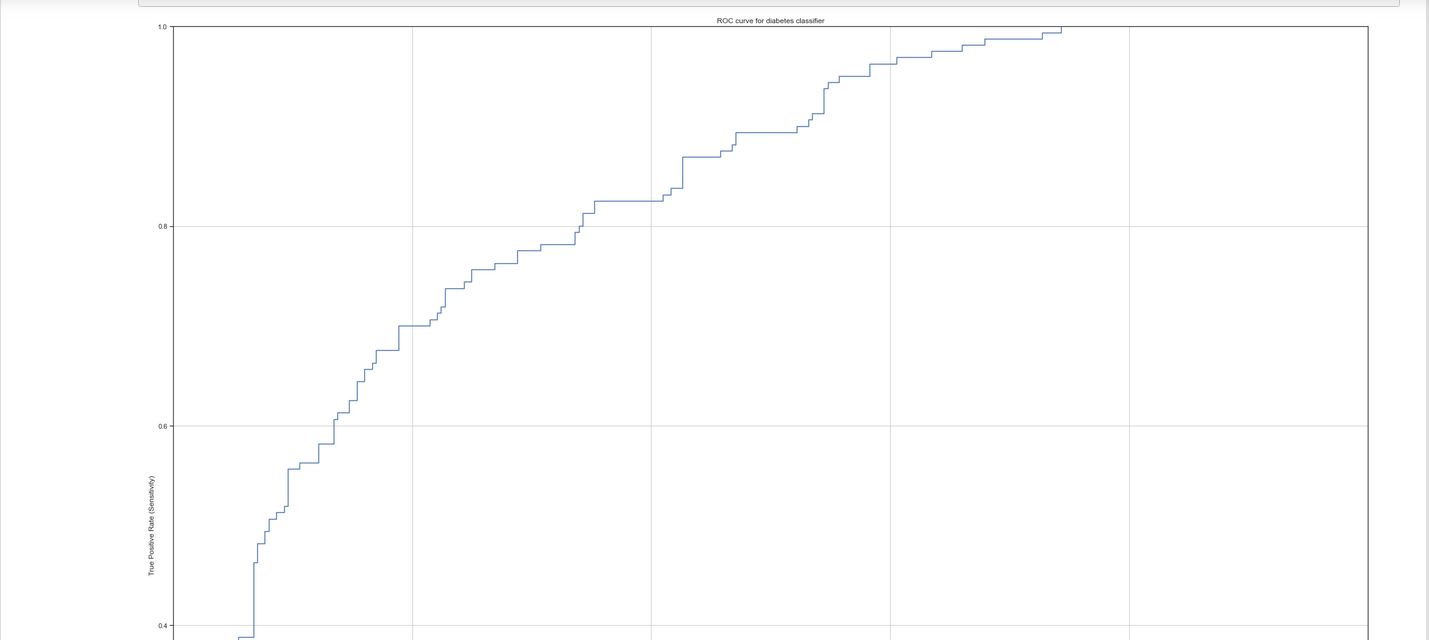 ROC curve for diabetes classifier
1.0
0.8
0.6
True Positive Rate (Sensitivity)
0.4